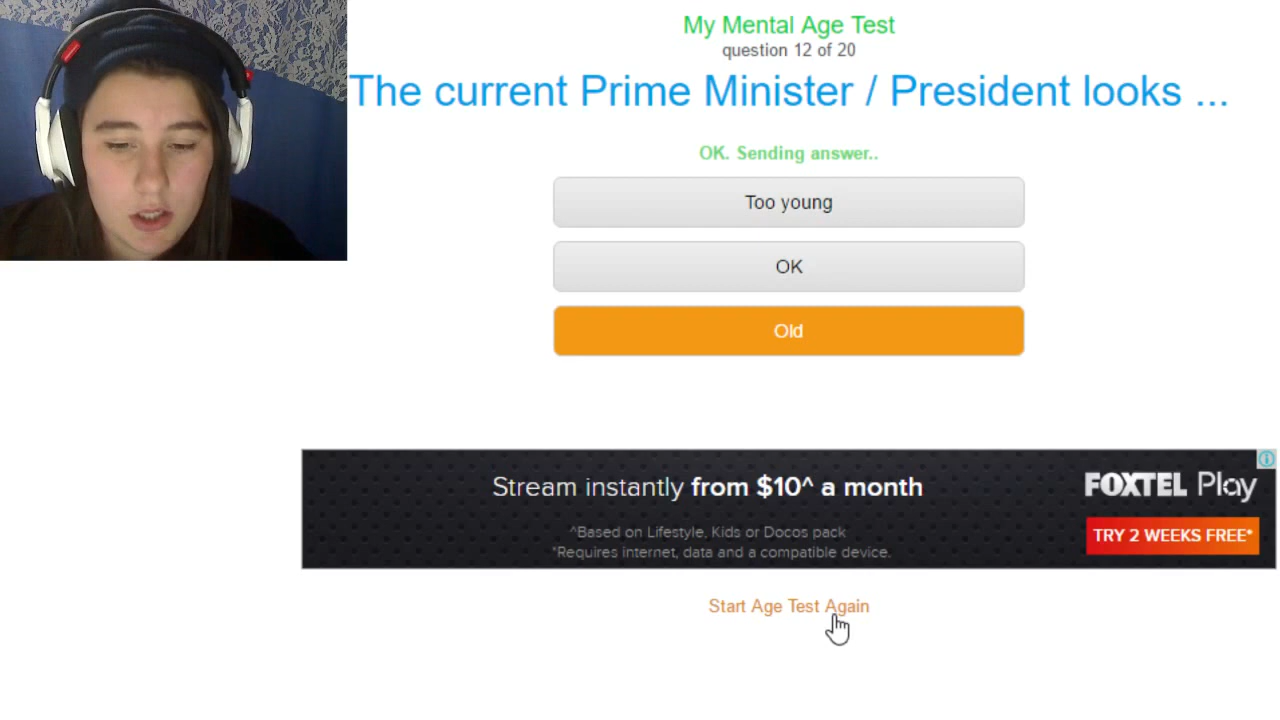 My Mental Age Test
question 12 of 20
The current Prime Minister / President looks ...
OK. Sending answer..
Too young
OK
Old
Stream instantly from $10^ a month
^Based on Lifestyle, Kids or Docos pack
*Requires internet, data and a compatible device.
FOXTEL Play
TRY 2 WEEKS FREE*
Start Age Test Again